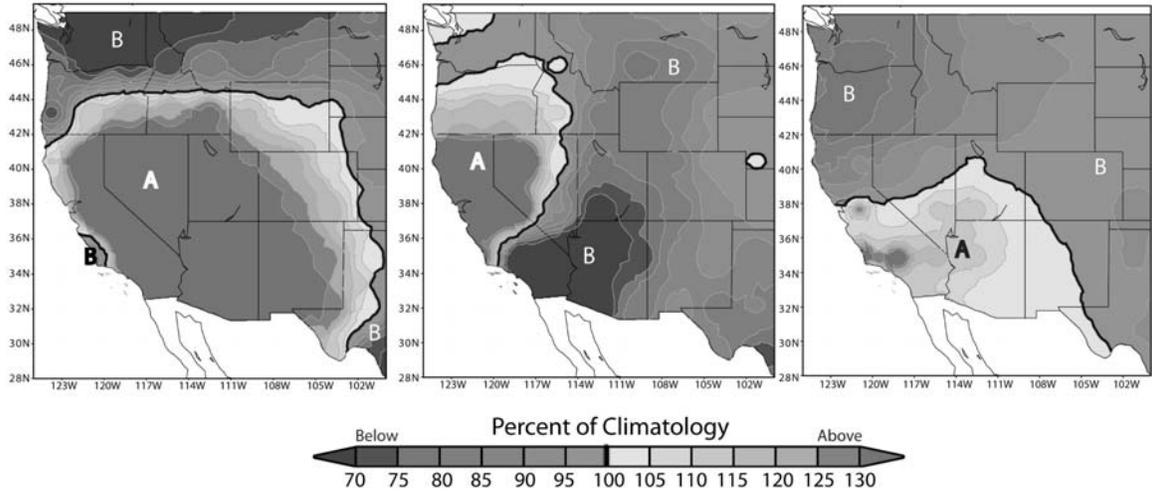 48N
46N
44N
42N
40N
38N
36N
34N
32N
30N
28N
123W 120W 117W 114W 111W 108W 105W 102W
B
A
B
B
48N
46N
44N
42N
40N
38N
36N
34N
32N
30N
28N
123W 120W 117W 114W 111W 108W 105W 102W
B
A
B
48N
46N
44N
42N
40N
38N
36N
34N
32N
30N
28N
123W 120W 117W 114W 111W 108W 105W 102W
B
B
A
Percent of Climatology
Below Above
70 75 80 85 90 95 100 105 110 115 120 125 130